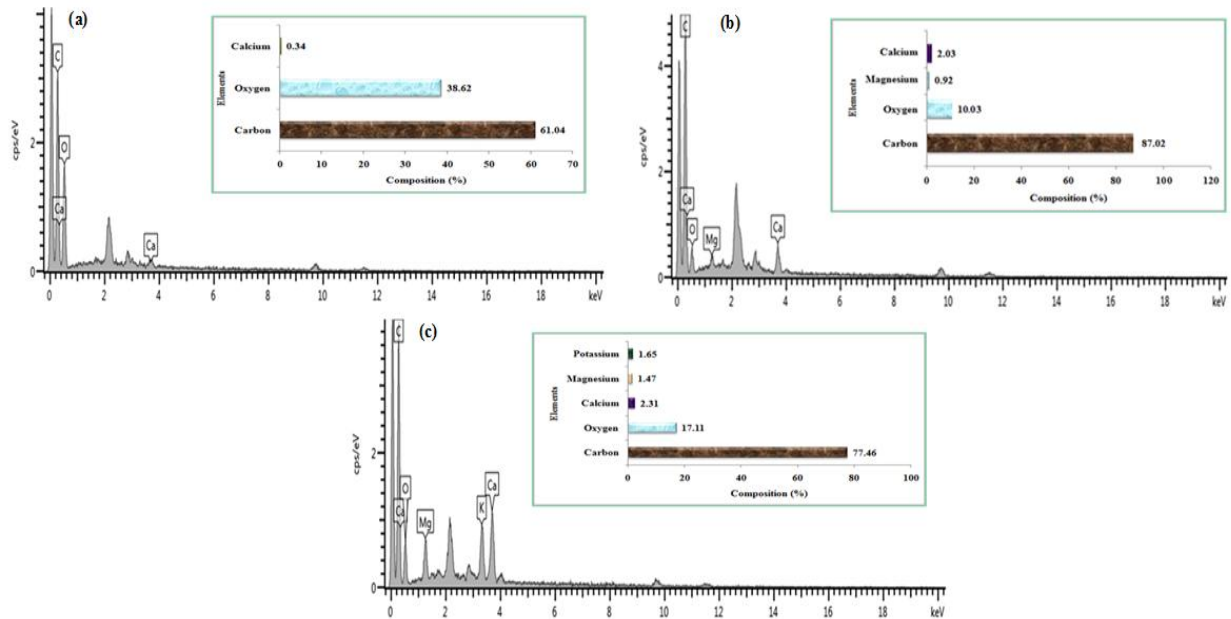 (a)
C
O
Ca
Ca
cps/eV
2
0
0 2 4 6 8 10 12 14 16 18 keV
Elements
Calcium 0.34
Oxygen 38.62
Carbon 61.04
0 10 20 30 40 50 60 70
Composition (%)
(b)
C
Ca
O
Mg
Ca
cps/eV
4
2
0
0 2 4 6 8 10 12 14 16 18 keV
Elements
Calcium 2.03
Magnesium 0.92
Oxygen 10.03
Carbon 87.02
0 20 40 60 80 100 120
Composition (%)
(c)
C
O
Ca
Mg
K
Ca
cps/eV
2
0
0 2 4 6 8 10 12 14 16 18 keV
Elements
Potassium 1.65
Magnesium 1.47
Calcium 2.31
Oxygen 17.11
Carbon 77.46
0 20 40 60 80 100
Composition (%)